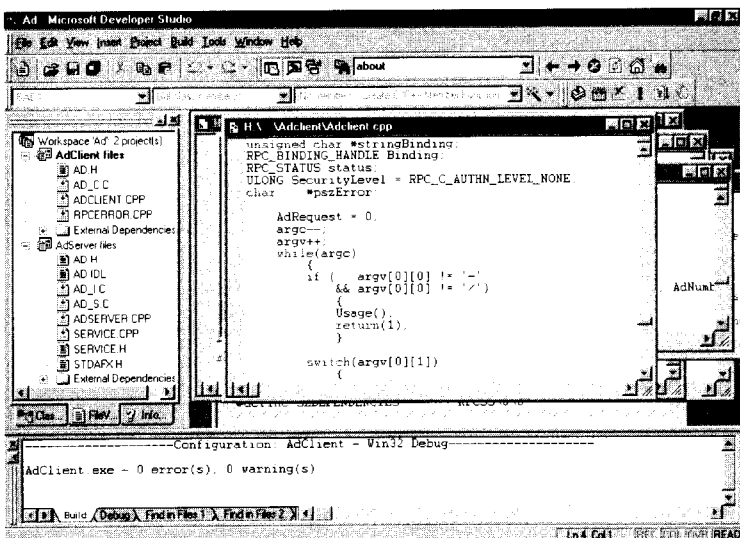 Ad Microsoft Developer Studio
File Edit View Insert Project Build Tools Window Help
about
Workspace 'Ad' 2 project(s)
AdClient files
AD.H
AD_C.C
ADCLIENT.CPP
RPCERROR.CPP
External Dependencies
AdServer files
AD.H
AD.IDL
AD_I.C
AD_S.C
ADSERVER.CPP
SERVICE.CPP
SERVICE.H
STDAFX.H
External Dependencies
Clas... FileV... Info...
H:\ \Adclient\Adclient.cpp
unsigned char *stringBinding;
RPC_BINDING_HANDLE Binding;
RPC_STATUS status;
ULONG SecurityLevel = RPC_C_AUTHN_LEVEL_NONE
char *pszError;
AdRequest = 0;
argc--;
argv++;
while(argc)
{
if ( argv[0][0] != '-'
&& argv[0][0] != '/')
{
Usage();
return(1);
}
switch(argv[0][1])
{
AdNumb
Configuration: AdClient - Win32 Debug
AdClient.exe - 0 error(s), 0 warning(s)
Build Debug Find in Files 1 Find in Files 2
Ln 4, Col 1 REC COL OVR READ